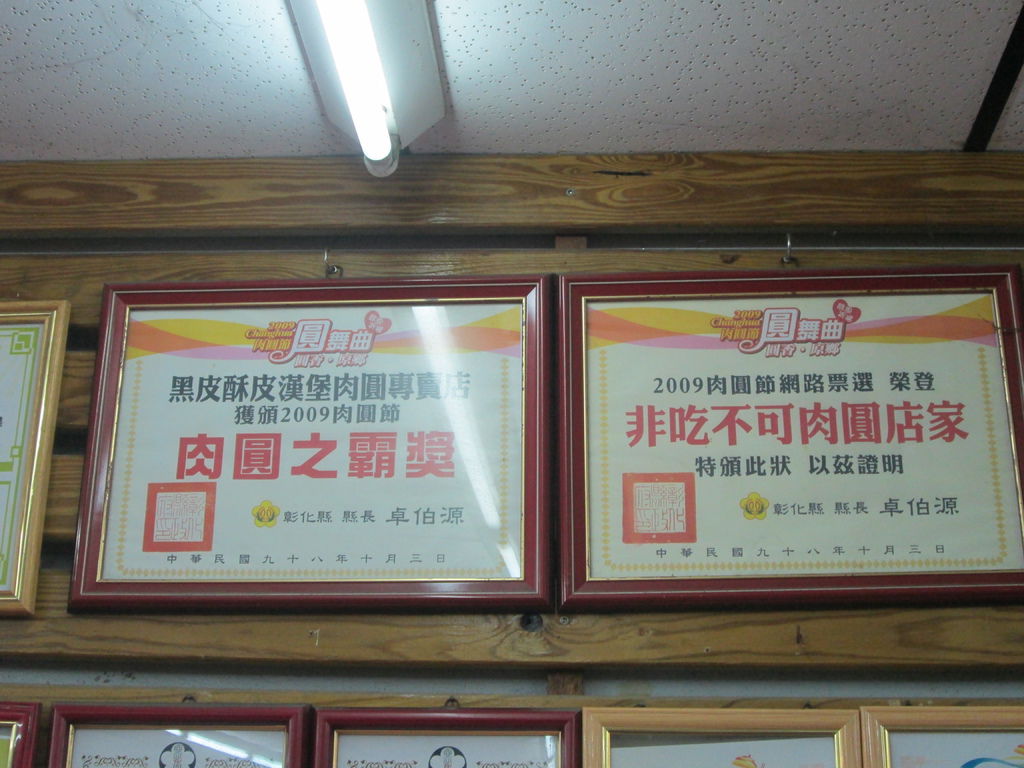 2009
Changhua
肉圓節
圓舞曲
圓香·原鄉
黑皮酥皮漢堡肉圓專賣店
獲頒2009肉圓節
肉圓之霸獎
彰化縣 縣長 卓伯源
中華民國九十八年十月三日
2009
Changhua
肉圓節
圓舞曲
圓香·原鄉
2009肉圓節網路票選 榮登
非吃不可肉圓店家
特頒此狀 以茲證明
彰化縣 縣長 卓伯源
中華民國九十八年十月三日